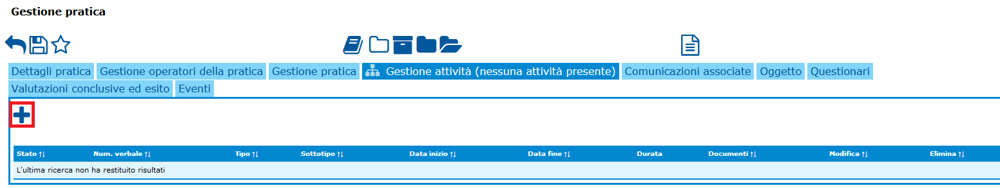 Gestione pratica
Dettagli pratica Gestione operatori della pratica Gestione pratica Gestione attività (nessuna attività presente) Comunicazioni associate Oggetto Questionari
Valutazioni conclusive ed esito Eventi
Stato ↑↓ Num. verbale ↑↓ Tipo ↑↓ Sottotipo ↑↓ Data inizio ↑↓ Data fine ↑↓ Durata Documenti ↑↓ Modifica ↑↓ Elimina ↑↓
L'ultima ricerca non ha restituito risultati